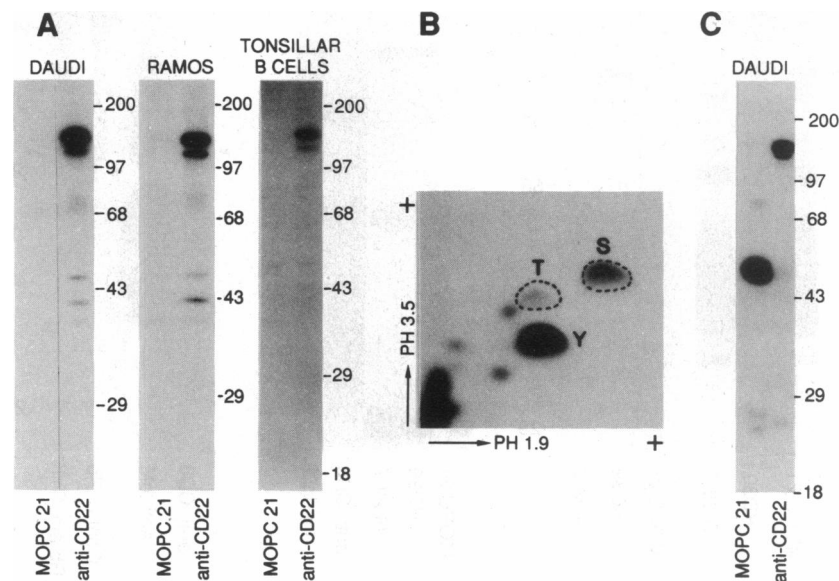 A
DAUDI
-200
-97
-68
-43
-29
MOPC 21
anti-CD22
RAMOS
-200
-97
-68
-43
-29
MOPC.21
anti-CD22
TONSILLAR
B CELLS
-200
-97
-68
-43
-29
-18
MOPC 21
anti-CD22
B
+
T
S
Y
PH 3.5
PH 1.9
+
C
DAUDI
200
-97
-68
-43
-29
-18
MOPC 21
anti-CD22